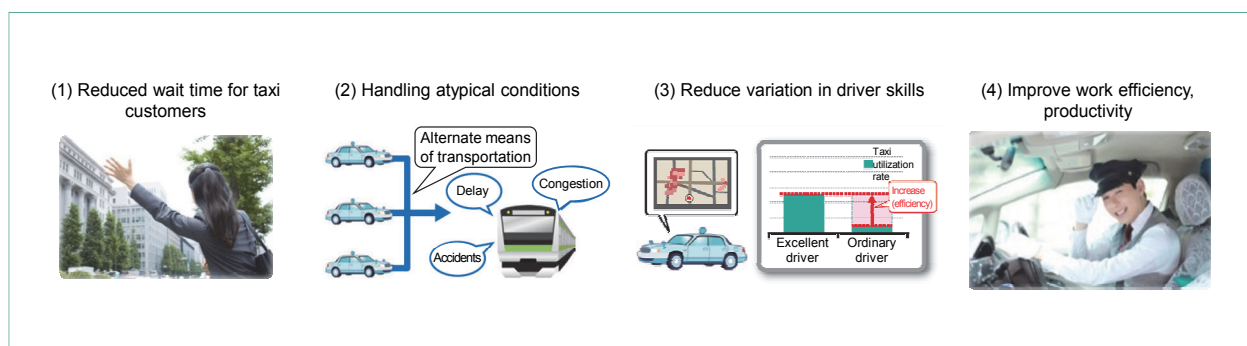 (1) Reduced wait time for taxi
customers
(2) Handling atypical conditions
Alternate means
of transportation
Delay
Congestion
Accidents
(3) Reduce variation in driver skills
Taxi
utilization
rate
Increase
(efficiency)
Excellent
driver
Ordinary
driver
(4) Improve work efficiency,
productivity